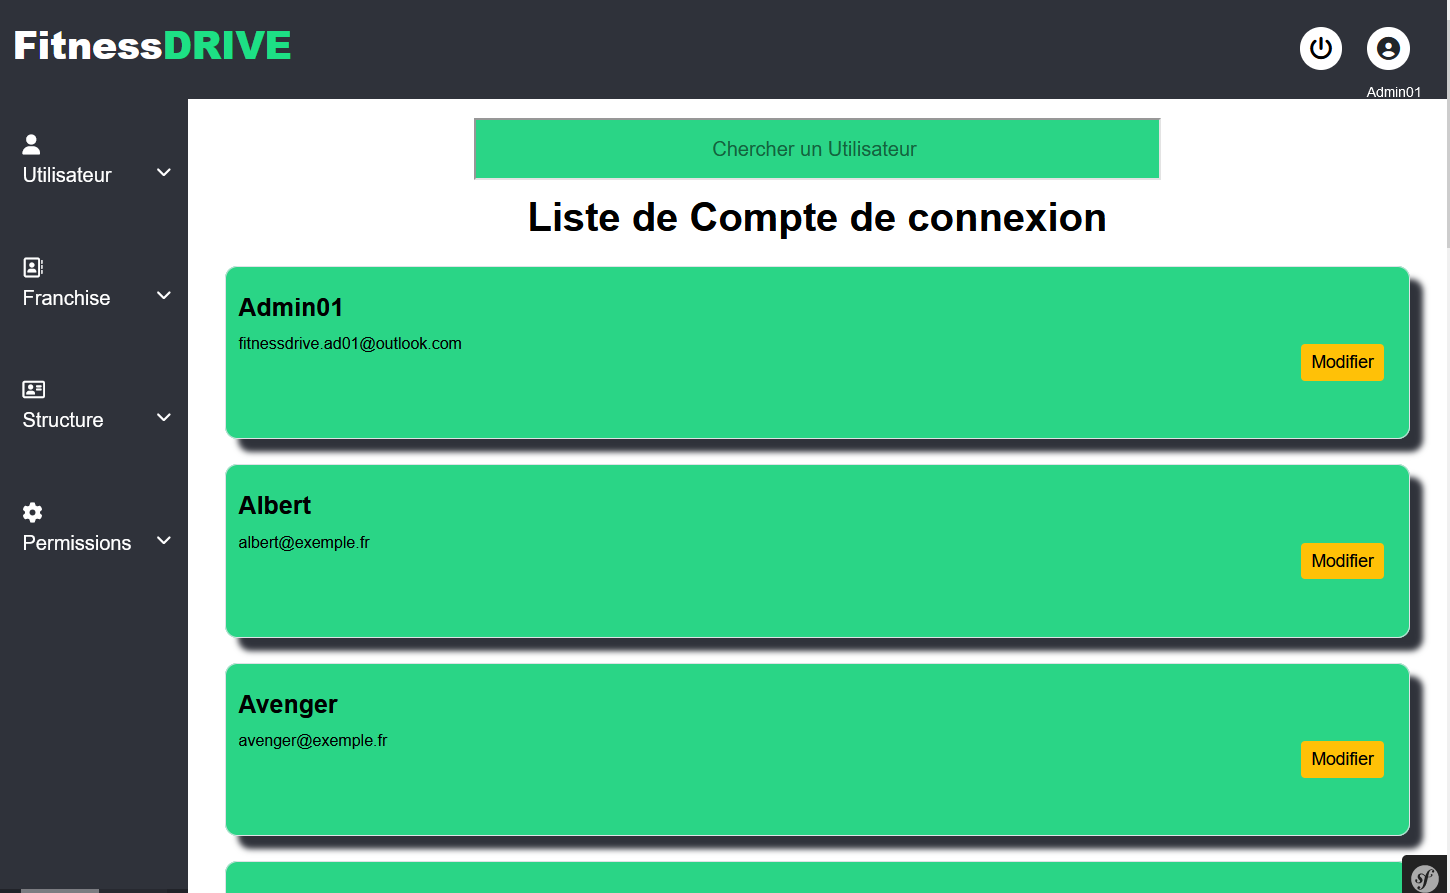 FitnessDRIVE
Admin01
Utilisateur
Franchise
Structure
Permissions
Chercher un Utilisateur
Liste de Compte de connexion
Admin01
fitnessdrive.ad01@outlook.com
Modifier
Albert
albert@exemple.fr
Modifier
Avenger
avenger@exemple.fr
Modifier
sf